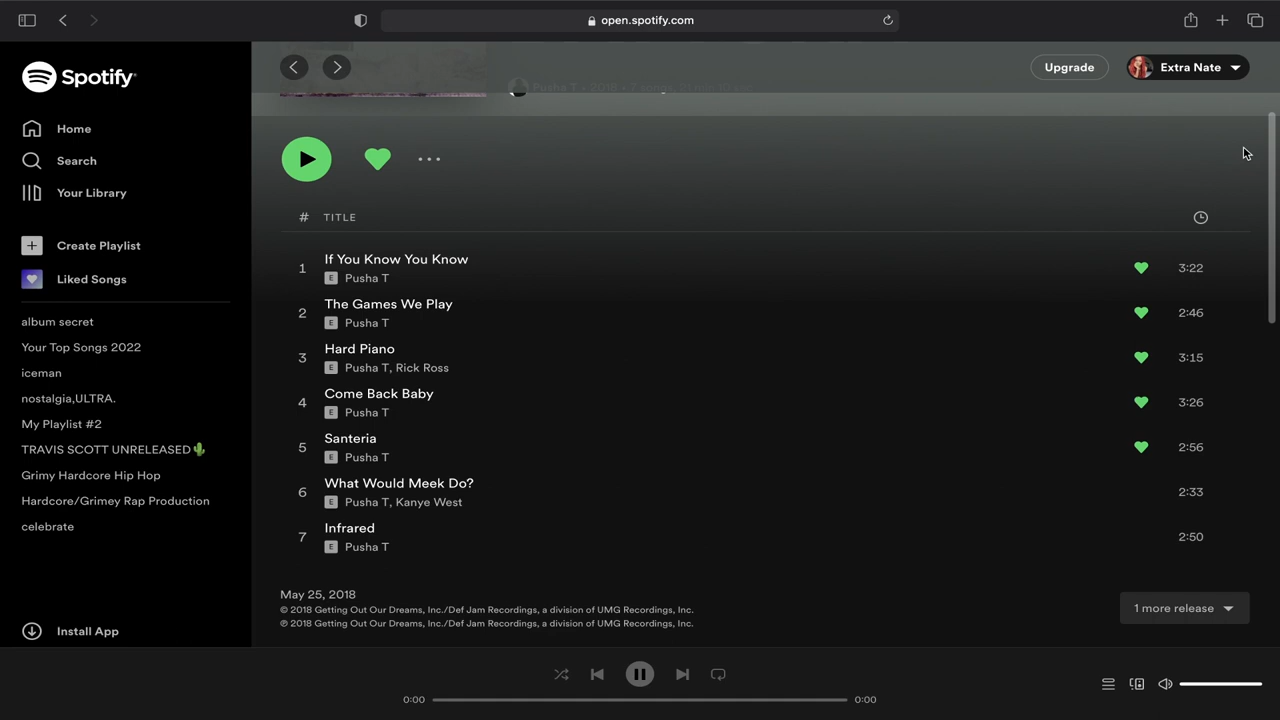 open.spotify.com
Spotify
Upgrade
Extra Nate
Home
Search
Your Library
Create Playlist
Liked Songs
album secret
Your Top Songs 2022
iceman
nostalgia,ULTRA.
My Playlist #2
TRAVIS SCOTT UNRELEASED🌵
Grimy Hardcore Hip Hop
Hardcore/Grimey Rap Production
celebrate
Install App
Pusha T • 2018 • 7 songs,
# TITLE
1 If You Know You Know 3:22
E Pusha T
2 The Games We Play 2:46
E Pusha T
3 Hard Piano 3:15
E Pusha T, Rick Ross
4 Come Back Baby 3:26
E Pusha T
5 Santeria 2:56
E Pusha T
6 What Would Meek Do? 2:33
E Pusha T, Kanye West
7 Infrared 2:50
E Pusha T
May 25, 2018
© 2018 Getting Out Our Dreams, Inc./Def Jam Recordings, a division of UMG Recordings, Inc.
℗ 2018 Getting Out Our Dreams, Inc./Def Jam Recordings, a division of UMG Recordings, Inc.
1 more release
0:00 0:00